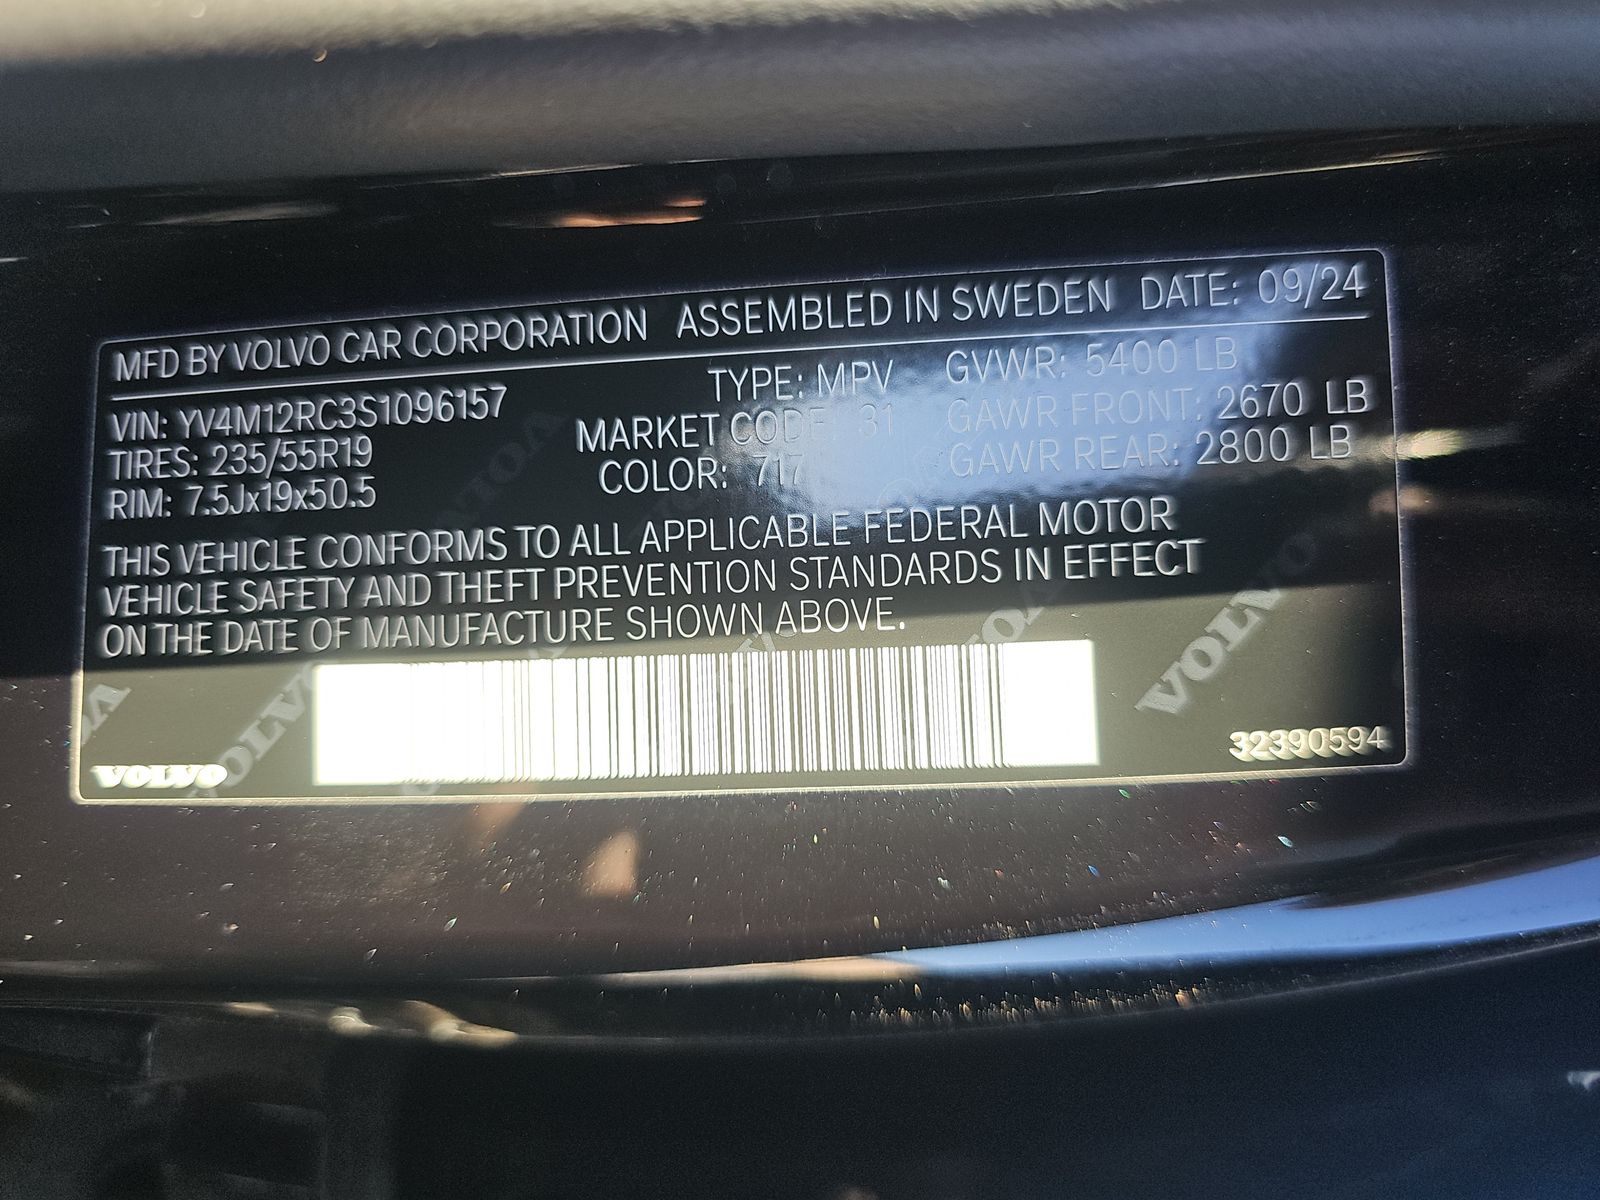 MFD BY VOLVO CAR CORPORATION ASSEMBLED IN SWEDEN DATE: 09/24
VIN: YV4M12RC3S1096157 TYPE: MPV GVWR: 5400 LB
TIRES: 235/55R19 MARKET CODE: 31 GAWR FRONT: 2670 LB
RIM: 7.5Jx19x50.5 COLOR: 717 GAWR REAR: 2800 LB
THIS VEHICLE CONFORMS TO ALL APPLICABLE FEDERAL MOTOR
VEHICLE SAFETY AND THEFT PREVENTION STANDARDS IN EFFECT
ON THE DATE OF MANUFACTURE SHOWN ABOVE.
VOLVO 32390594